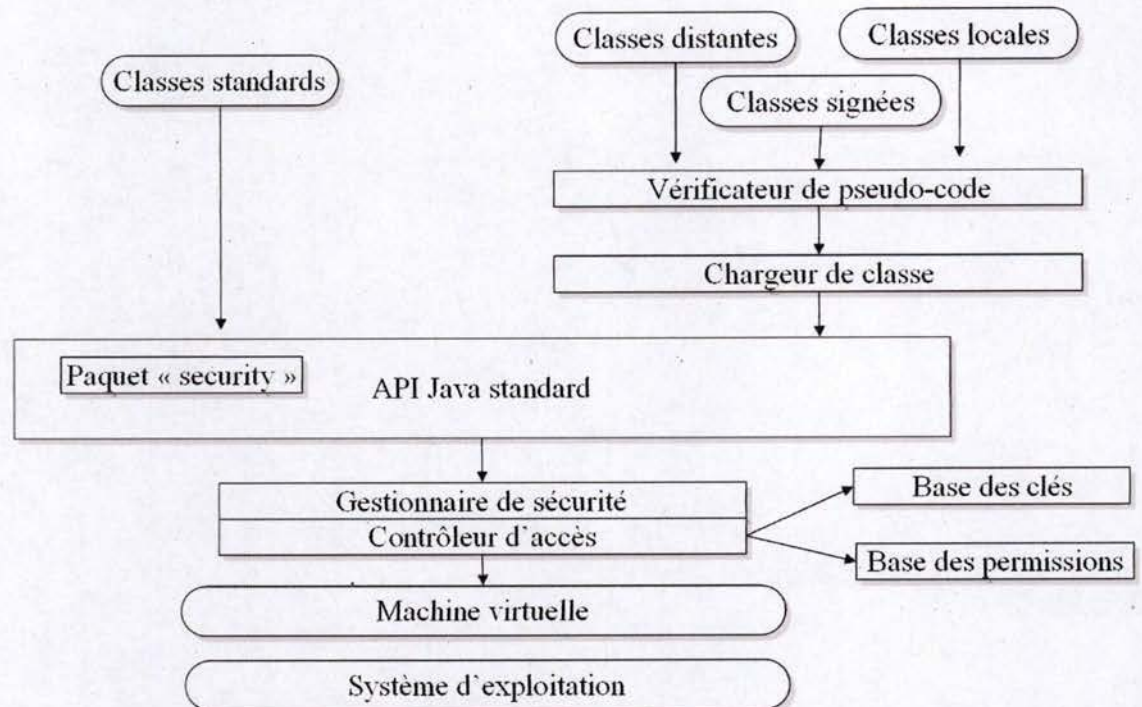 Classes distantes
Classes locales
Classes standards
Classes signées
Vérificateur de pseudo-code
Chargeur de classe
Paquet « security »
API Java standard
Gestionnaire de sécurité
Base des clés
Contrôleur d'accès
Base des permissions
Machine virtuelle
Système d'exploitation